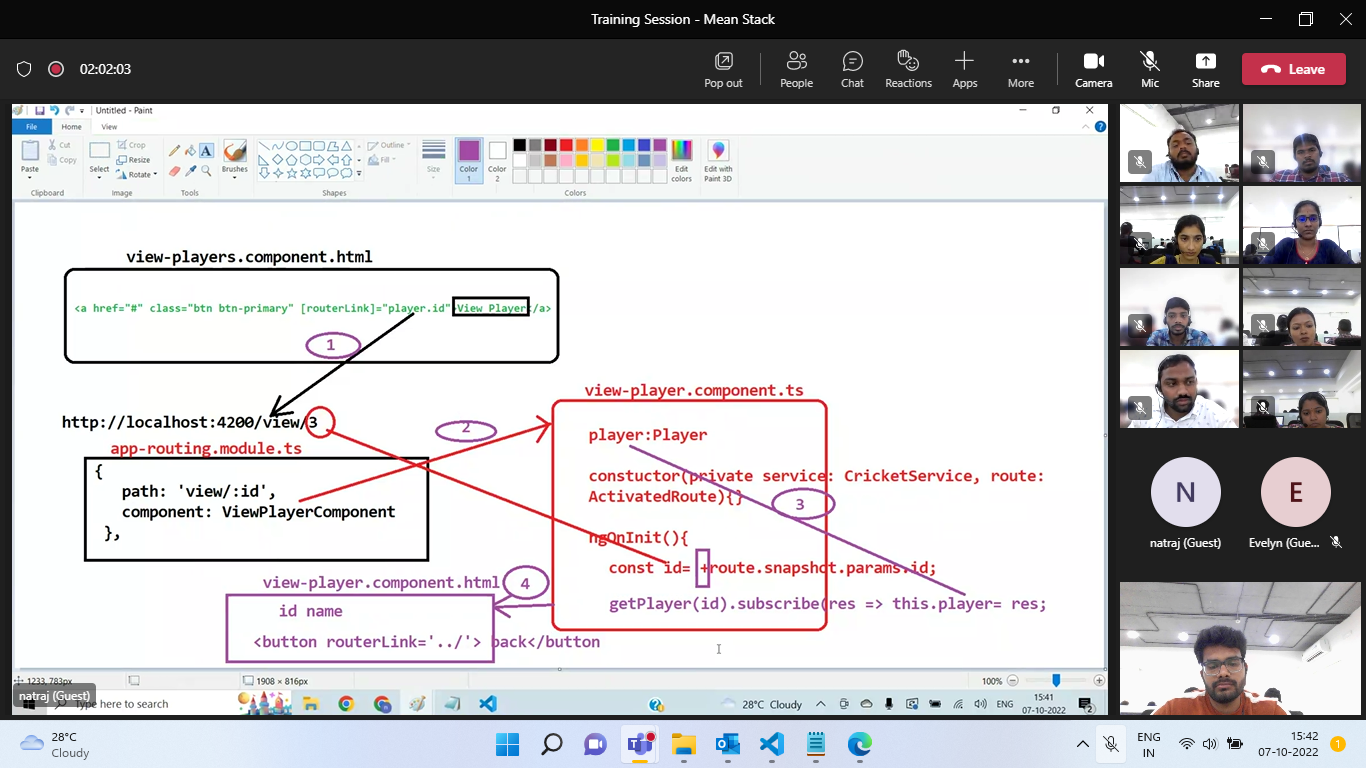 Training Session - Mean Stack
02:02:03
Pop out
People
Chat
Reactions
Apps
More
Camera
Mic
Share
Leave
Untitled - Paint
File
Home
View
Paste
Cut
Copy
Clipboard
Select
Crop
Resize
Rotate
Image
A
Tools
Brushes
Shapes
Outline
Fill
Size
Color
1
Color
2
Edit
colors
Edit with
Paint 3D
Colors
view-players.component.html
<a href="#" class="btn btn-primary" [routerLink]="player.id">View Player</a>
1
http://localhost:4200/view/3
app-routing.module.ts
{
path: 'view/:id',
component: ViewPlayerComponent
},
2
view-player.component.ts
player:Player
constuctor(private service: CricketService, route:
ActivatedRoute){}
3
ngOnInit(){
const id= +route.snapshot.params.id;
getPlayer(id).subscribe(res => this.player= res;
view-player.component.html
4
id name
<button routerLink='../'> back</button
1233, 783px
1908 × 816px
100%
natraj (Guest)
Type here to search
28°C Cloudy
ENG
15:41
07-10-2022
2
N
natraj (Guest)
E
Evelyn (Gue...
28°C
Cloudy
ENG
IN
15:42
07-10-2022
1